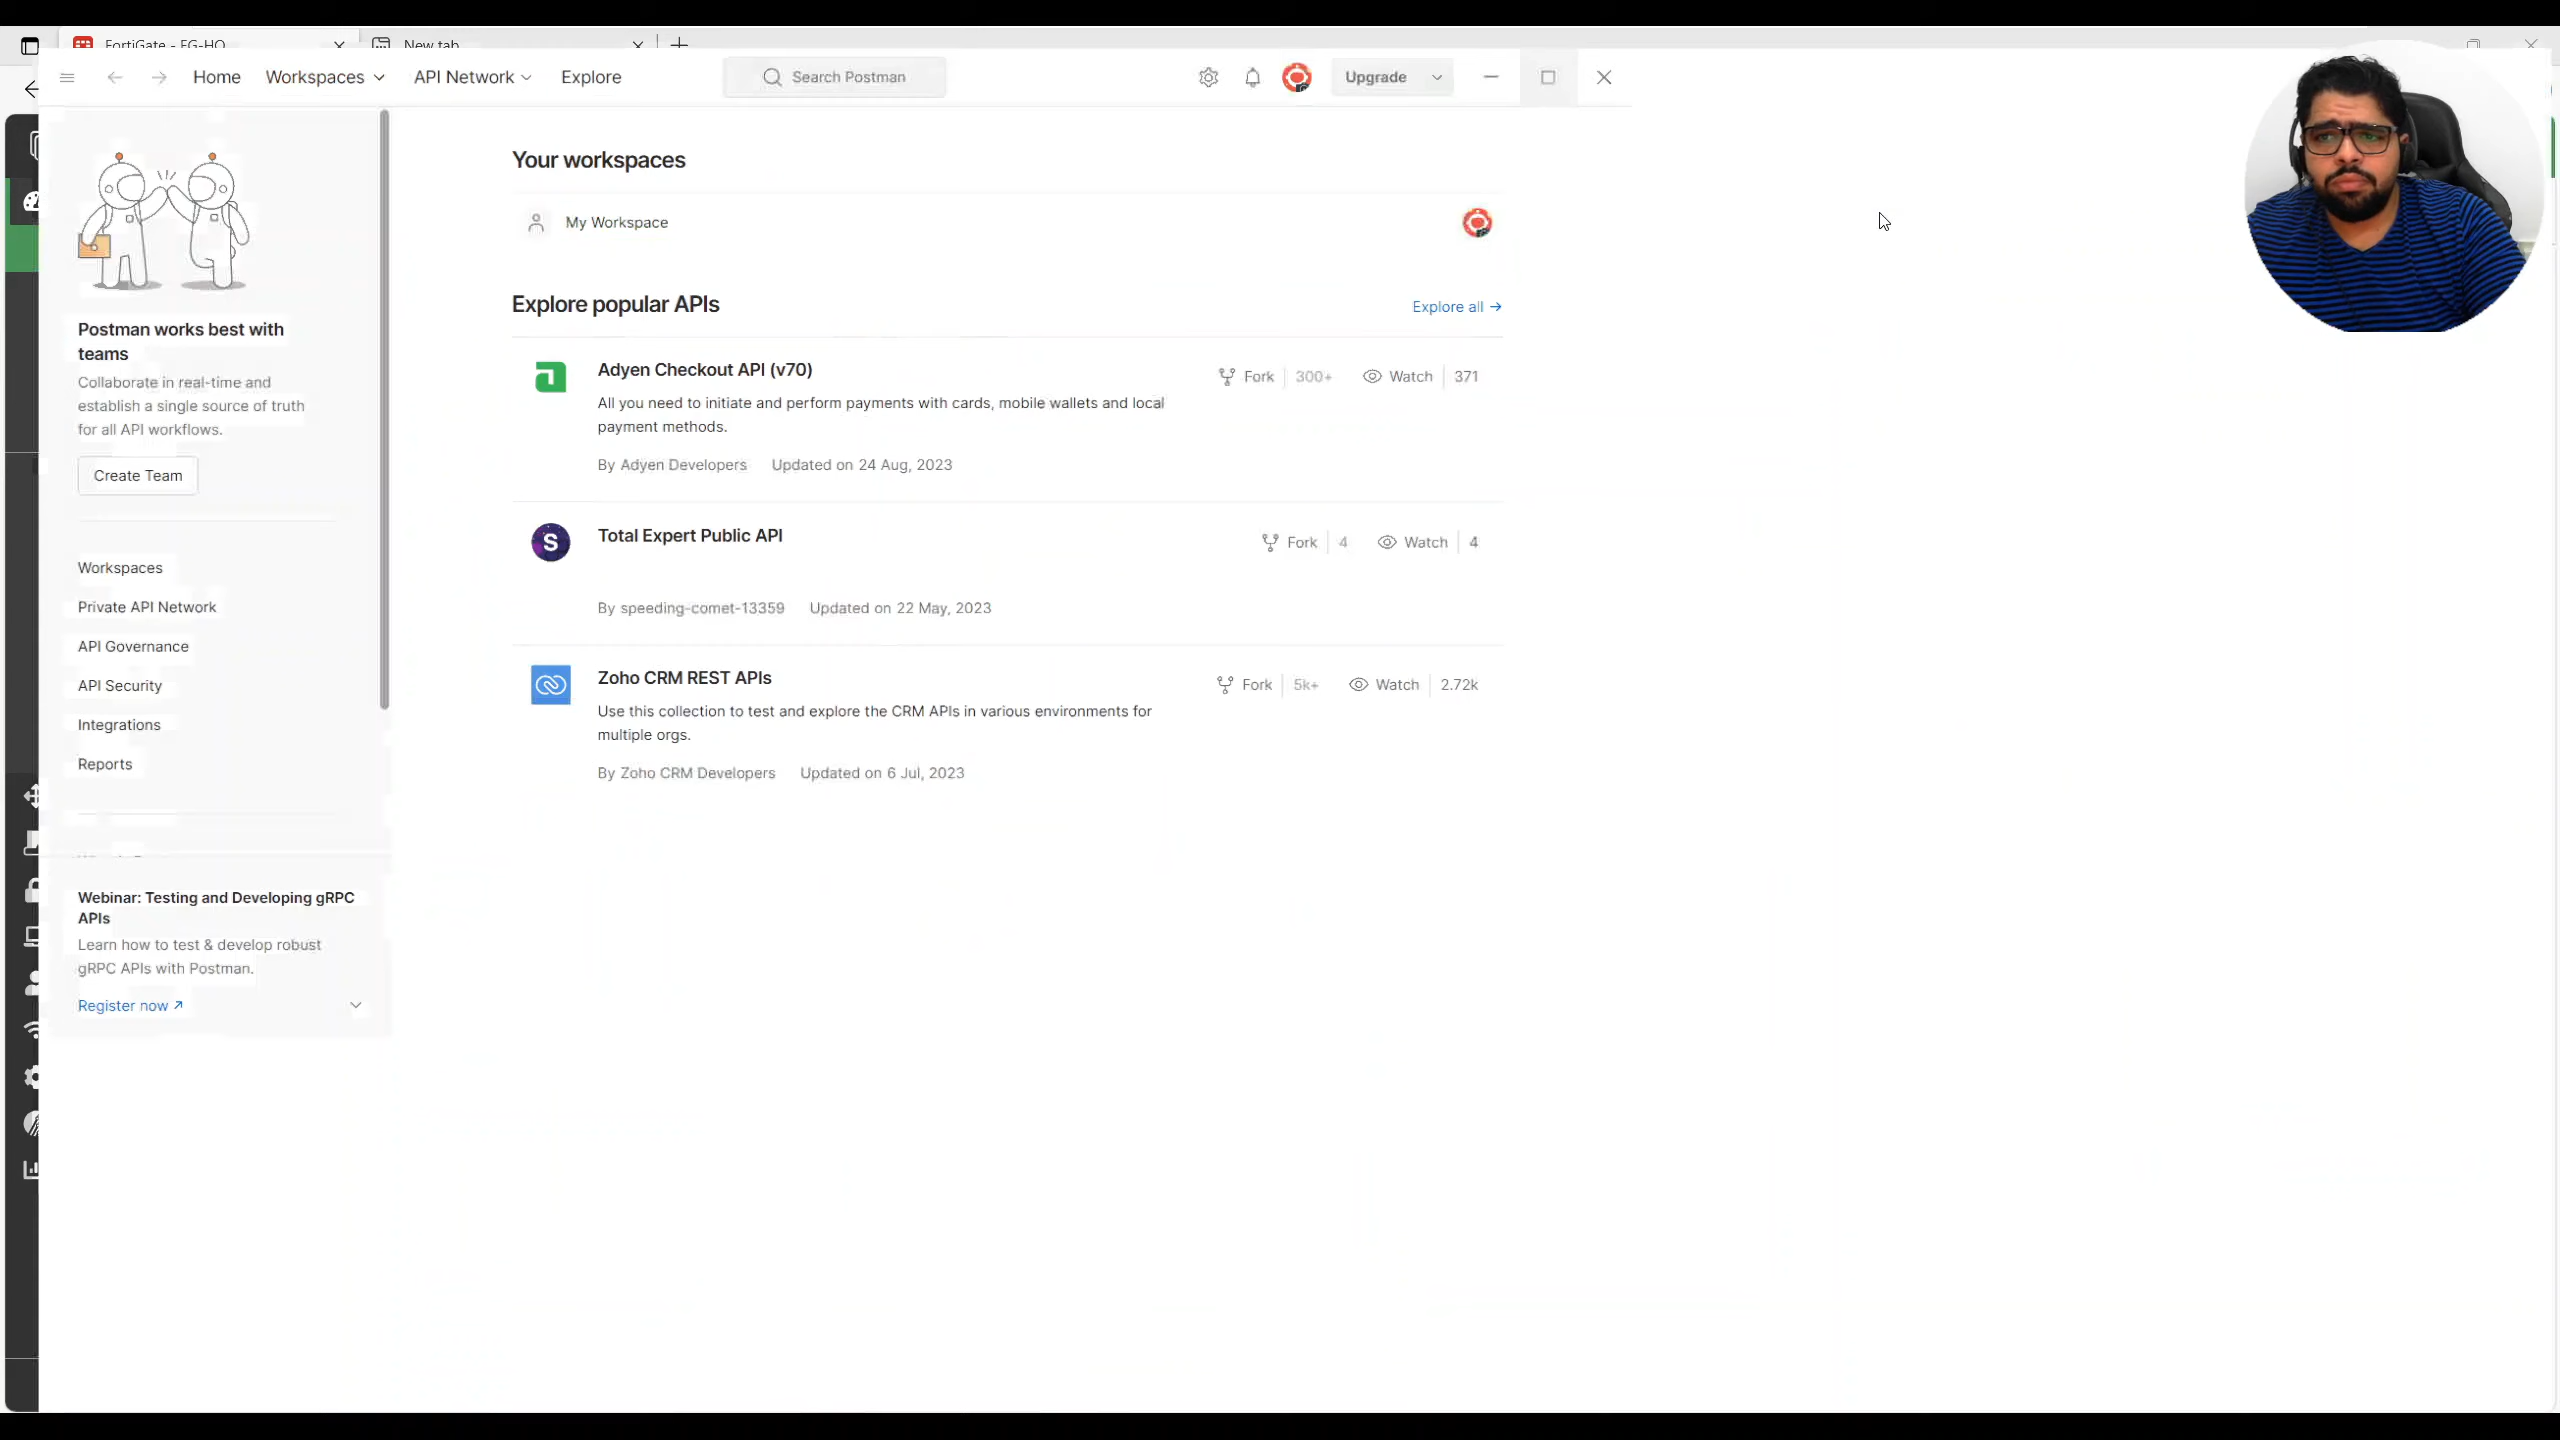 FortiGate - FG-HQ
New tab
Home
Workspaces
API Network
Explore
Search Postman
Upgrade
Postman works best with
teams
Collaborate in real-time and
establish a single source of truth
for all API workflows.
Create Team
Workspaces
Private API Network
API Governance
API Security
Integrations
Reports
Webinar: Testing and Developing gRPC
APIs
Learn how to test & develop robust
gRPC APIs with Postman.
Register now
Your workspaces
My Workspace
Explore popular APIs
Explore all
Adyen Checkout API (v70)
Fork 300+ Watch 371
All you need to initiate and perform payments with cards, mobile wallets and local
payment methods.
By Adyen Developers Updated on 24 Aug, 2023
S
Total Expert Public API
Fork 4 Watch 4
By speeding-comet-13359 Updated on 22 May, 2023
Zoho CRM REST APIs
Fork 5k+ Watch 2.72k
Use this collection to test and explore the CRM APIs in various environments for
multiple orgs.
By Zoho CRM Developers Updated on 6 Jul, 2023